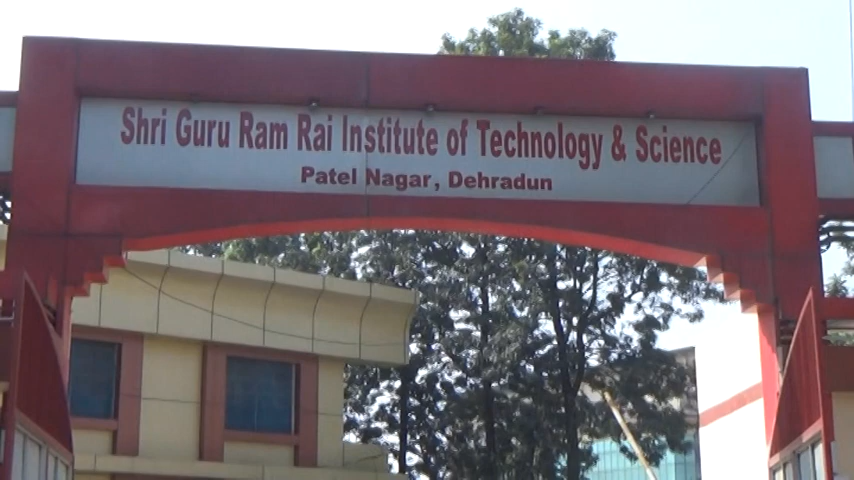 Shri Guru Ram Rai Institute of Technology & Science
Patel Nagar, Dehradun